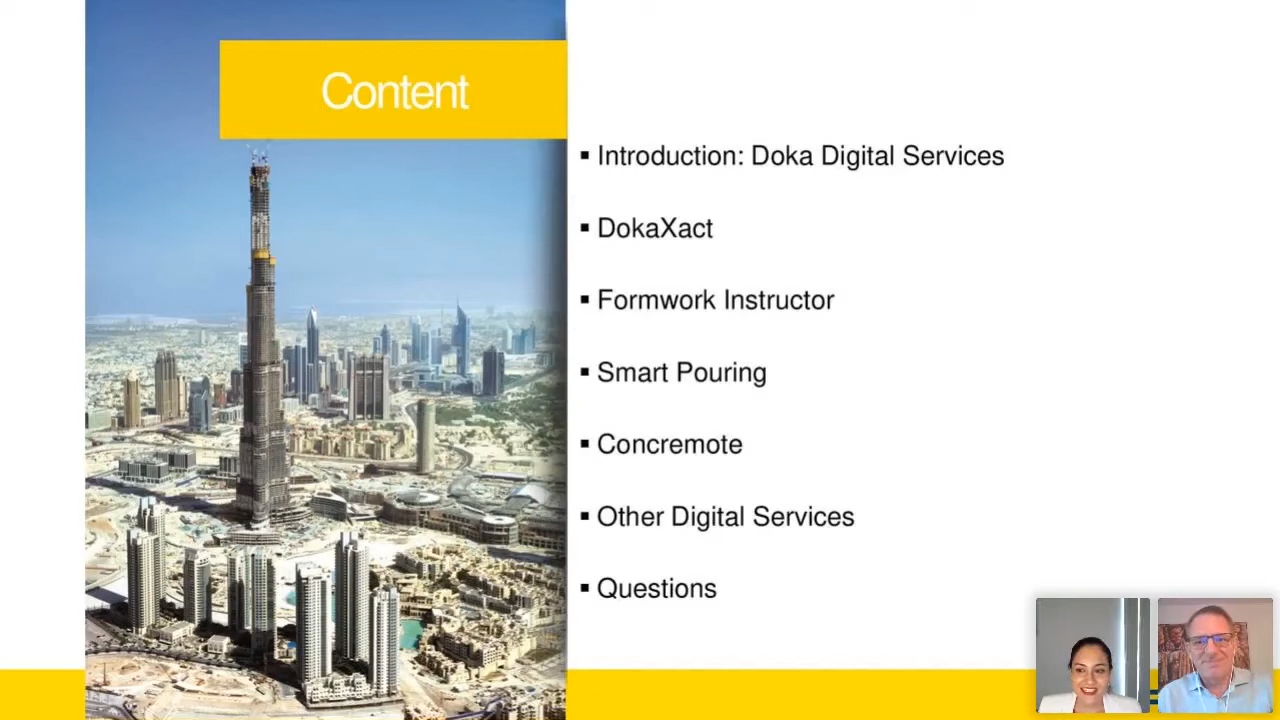 Content
▪ Introduction: Doka Digital Services
▪ DokaXact
▪ Formwork Instructor
▪ Smart Pouring
▪ Concremote
▪ Other Digital Services
▪ Questions